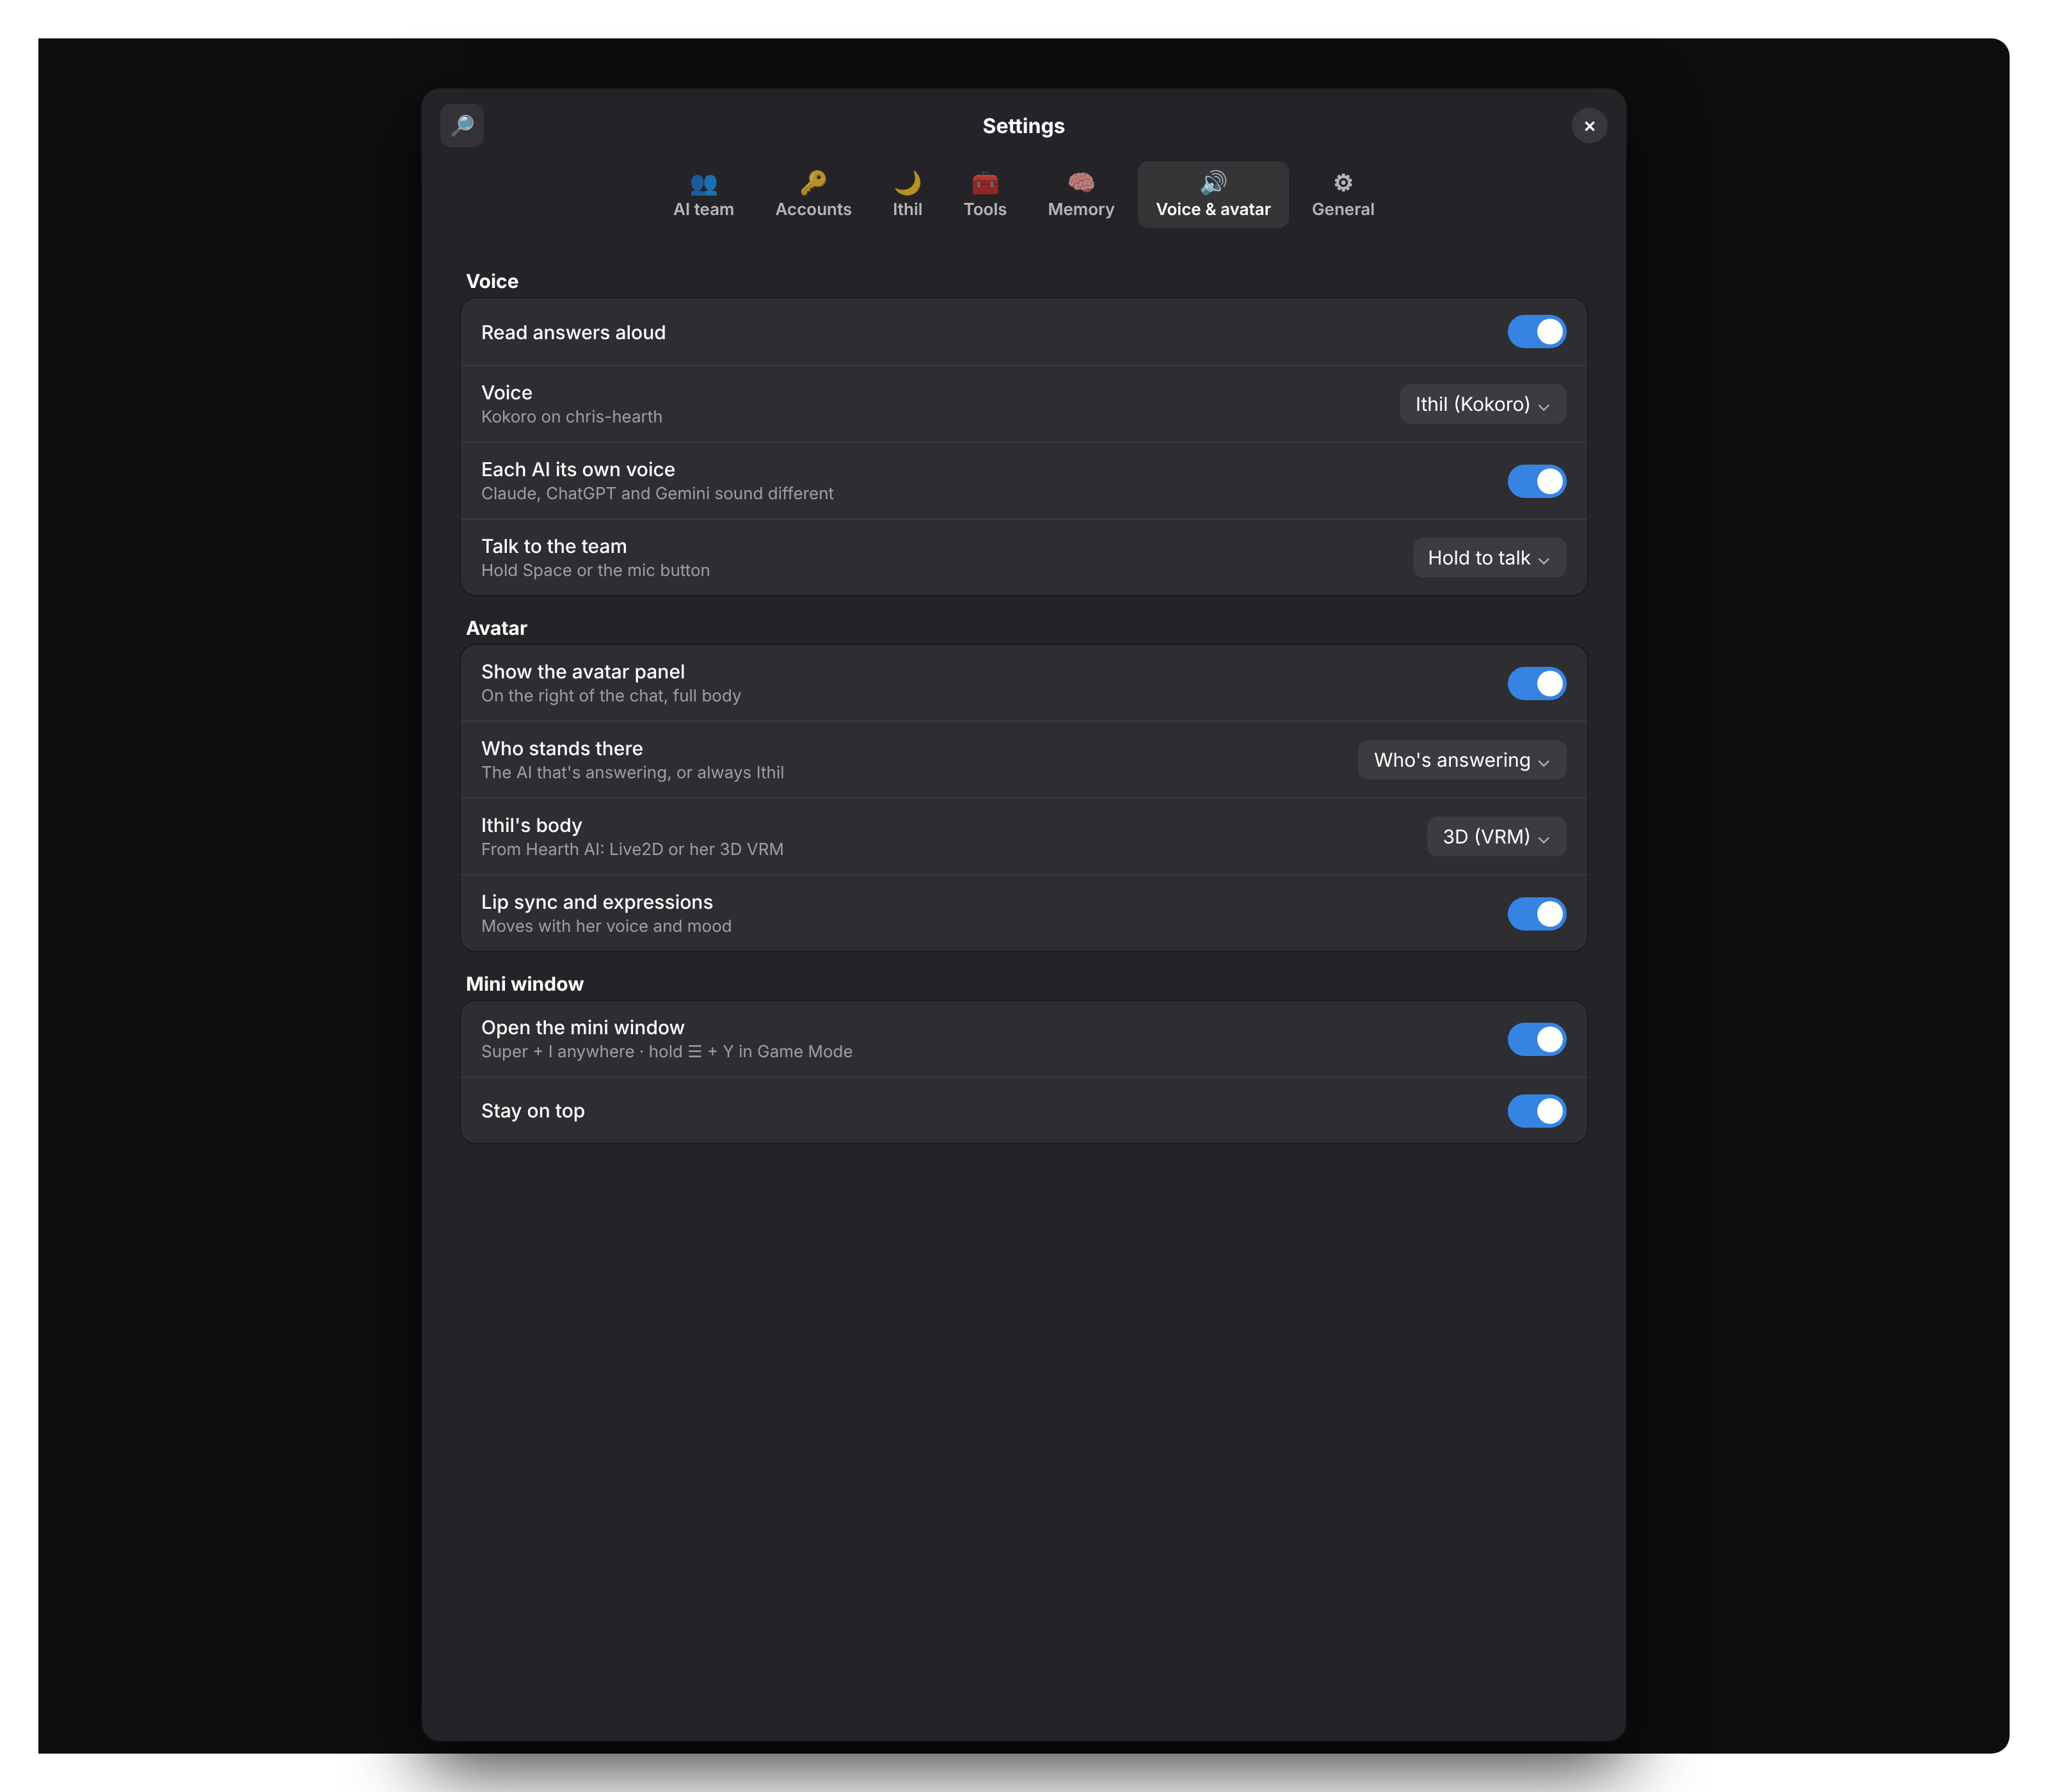 Settings
AI team
Accounts
Ithil
Tools
Memory
Voice & avatar
General
Voice
Read answers aloud
Voice
Kokoro on chris-hearth
Ithil (Kokoro)
Each AI its own voice
Claude, ChatGPT and Gemini sound different
Talk to the team
Hold Space or the mic button
Hold to talk
Avatar
Show the avatar panel
On the right of the chat, full body
Who stands there
The AI that's answering, or always Ithil
Who's answering
Ithil's body
From Hearth AI: Live2D or her 3D VRM
3D (VRM)
Lip sync and expressions
Moves with her voice and mood
Mini window
Open the mini window
Super + I anywhere · hold ☰ + Y in Game Mode
Stay on top